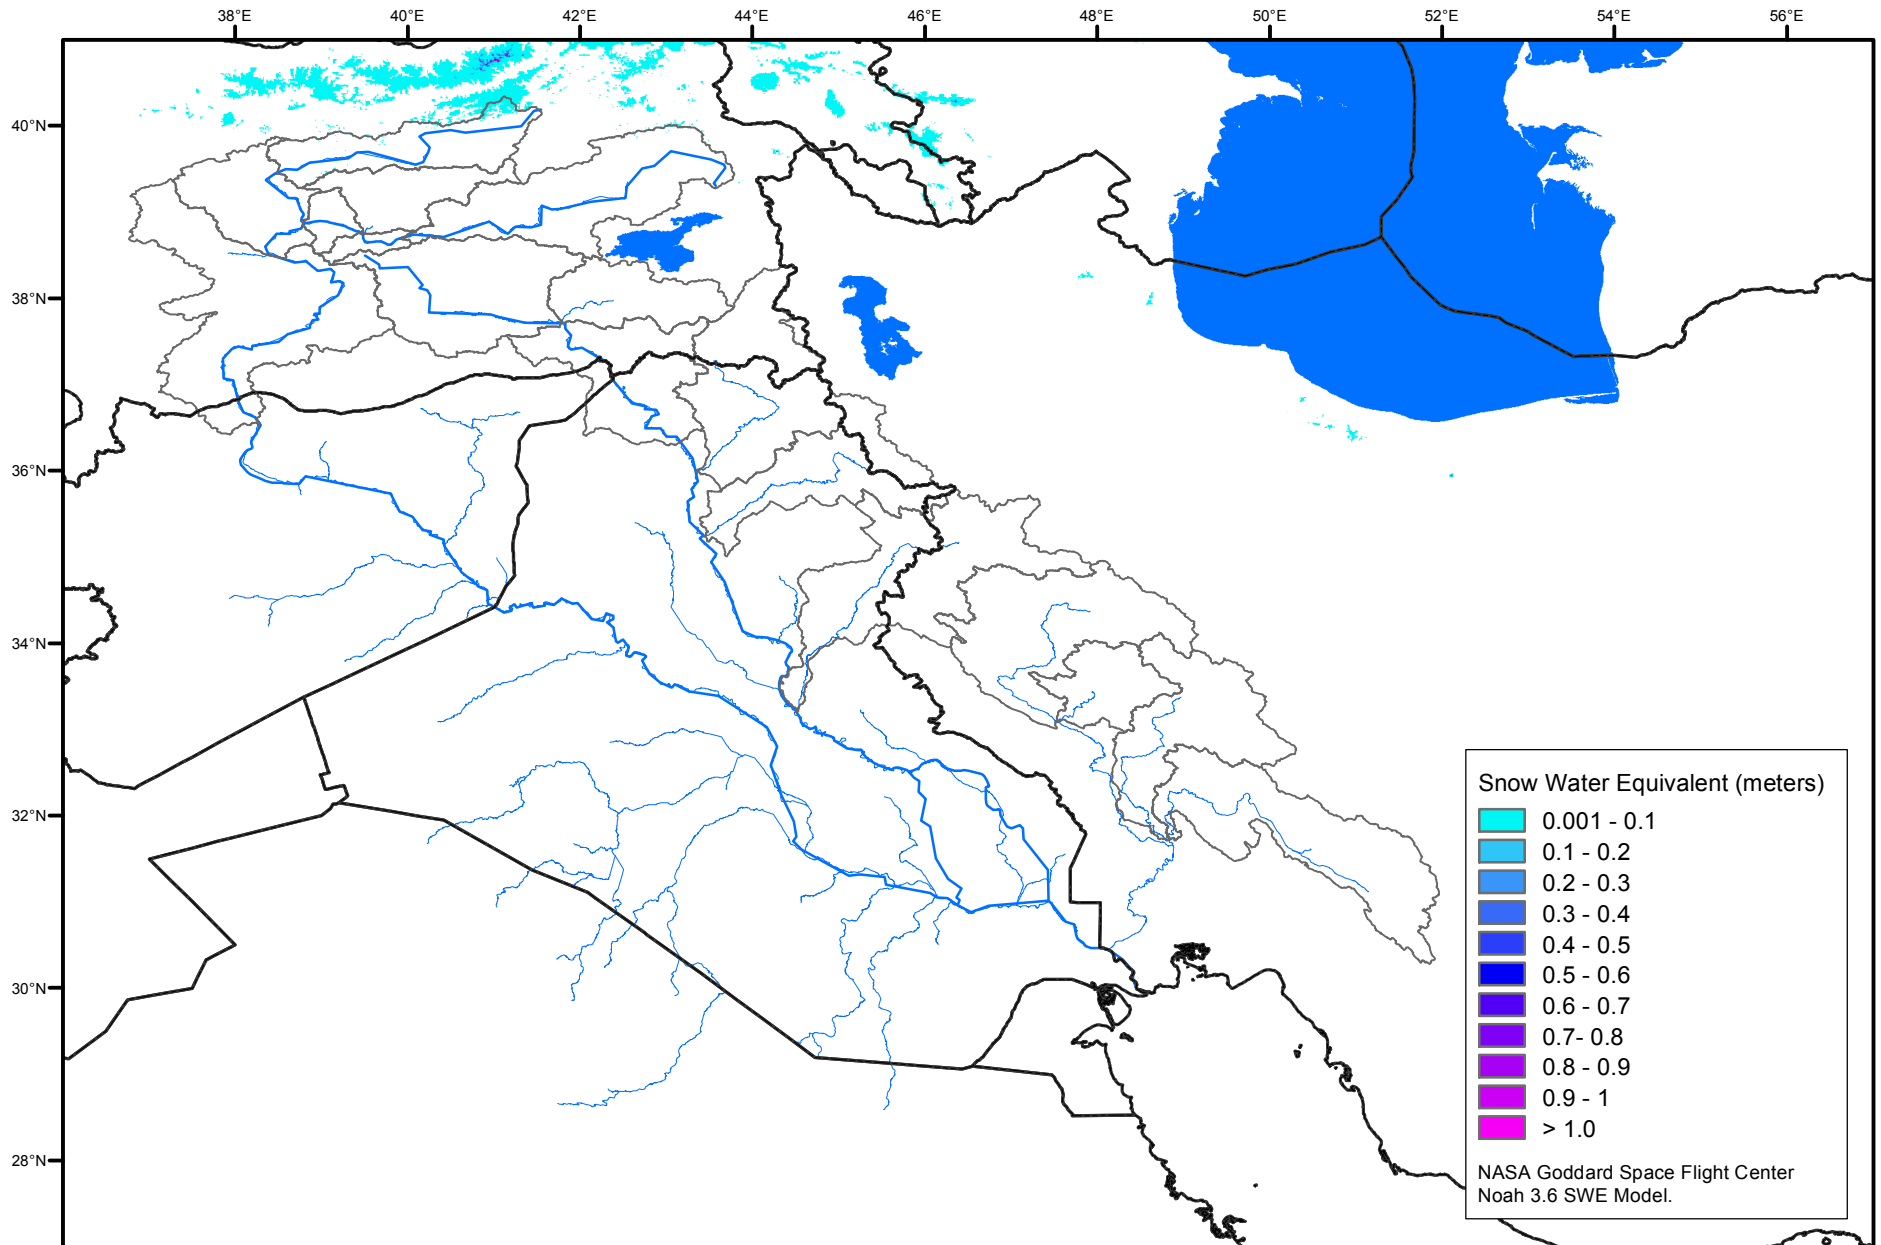 38°E 40°E 42°E 44°E 46°E 48°E 50°E 52°E 54°E 56°E
40°N
38°N
36°N
34°N
32°N
30°N
28°N
Snow Water Equivalent (meters)
0.001 - 0.1
0.1 - 0.2
0.2 - 0.3
0.3 - 0.4
0.4 - 0.5
0.5 - 0.6
0.6 - 0.7
0.7- 0.8
0.8 - 0.9
0.9 - 1
> 1.0
NASA Goddard Space Flight Center
Noah 3.6 SWE Model.